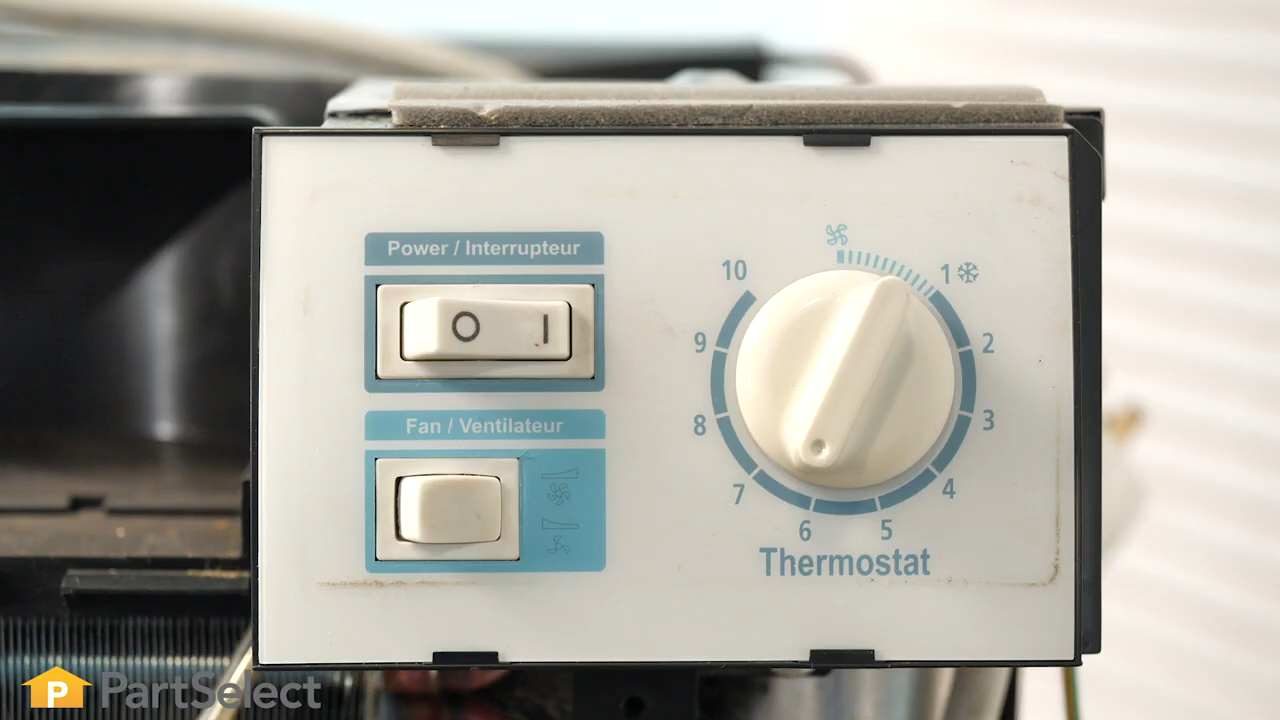 Power / Interrupteur
O I
Fan / Ventilateur
10
1
9
2
8
3
7
4
6
5
Thermostat
P PartSelect